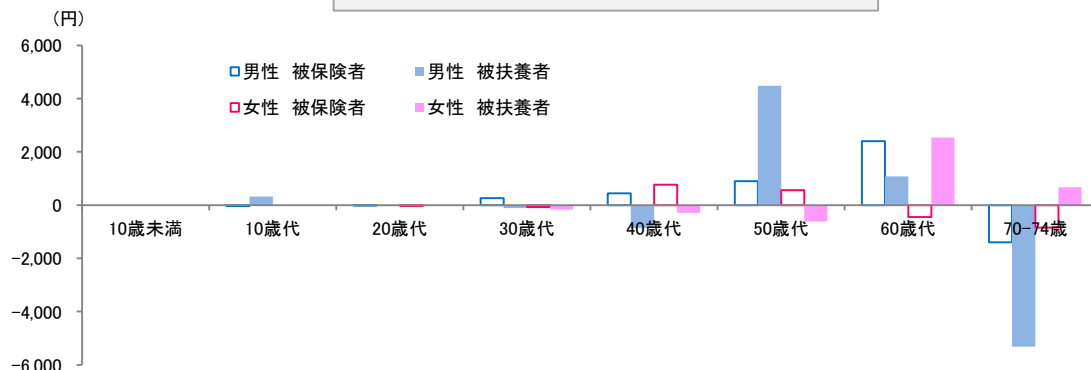 （円）
6,000
4,000
2,000
0
-2,000
-4,000
-6,000
男性　被保険者　男性　被扶養者
女性　被保険者　女性　被扶養者
10歳未満　10歳代　20歳代　30歳代　40歳代　50歳代　60歳代　70-74歳